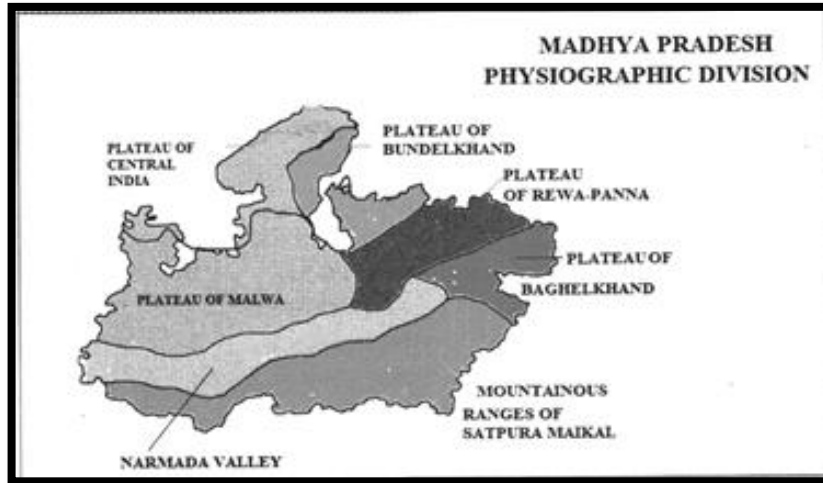 MADHYA PRADESH
PHYSIOGRAPHIC DIVISION
PLATEAU OF
CENTRAL
INDIA
PLATEAU OF
BUNDELKHAND
PLATEAU
OF REWA-PANNA
PLATEAU OF
BAGHELKHAND
PLATEAU OF MALWA
MOUNTAINOUS
RANGES OF
SATPURA MAIKAL
NARMADA VALLEY